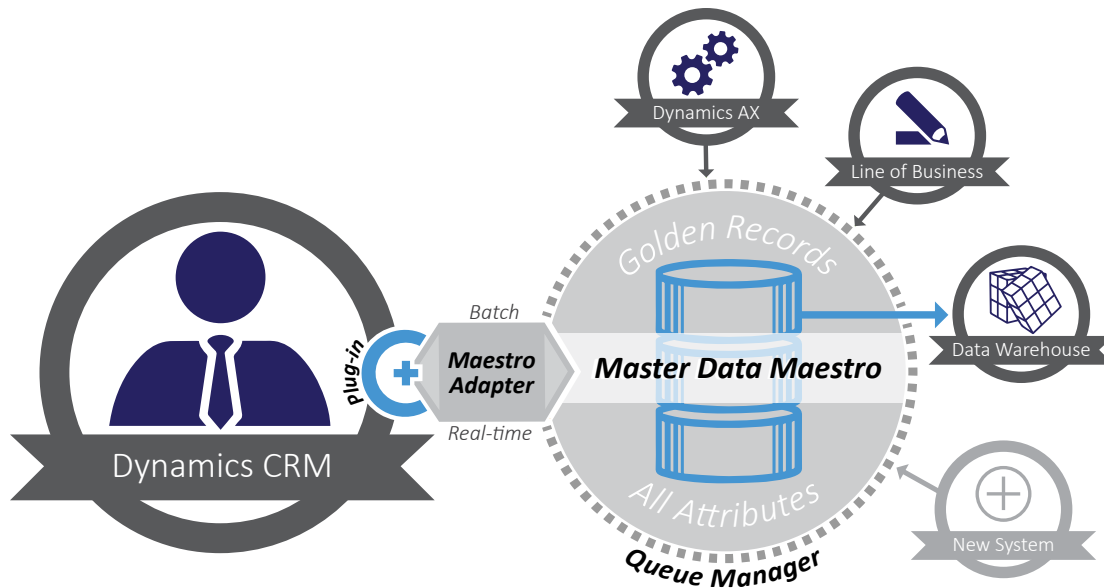 Dynamics AX
Line of Business
Golden Records
Data Warehouse
Batch
Plug-in
Maestro
Adapter
Master Data Maestro
Real-time
Dynamics CRM
All Attributes
New System
Queue Manager